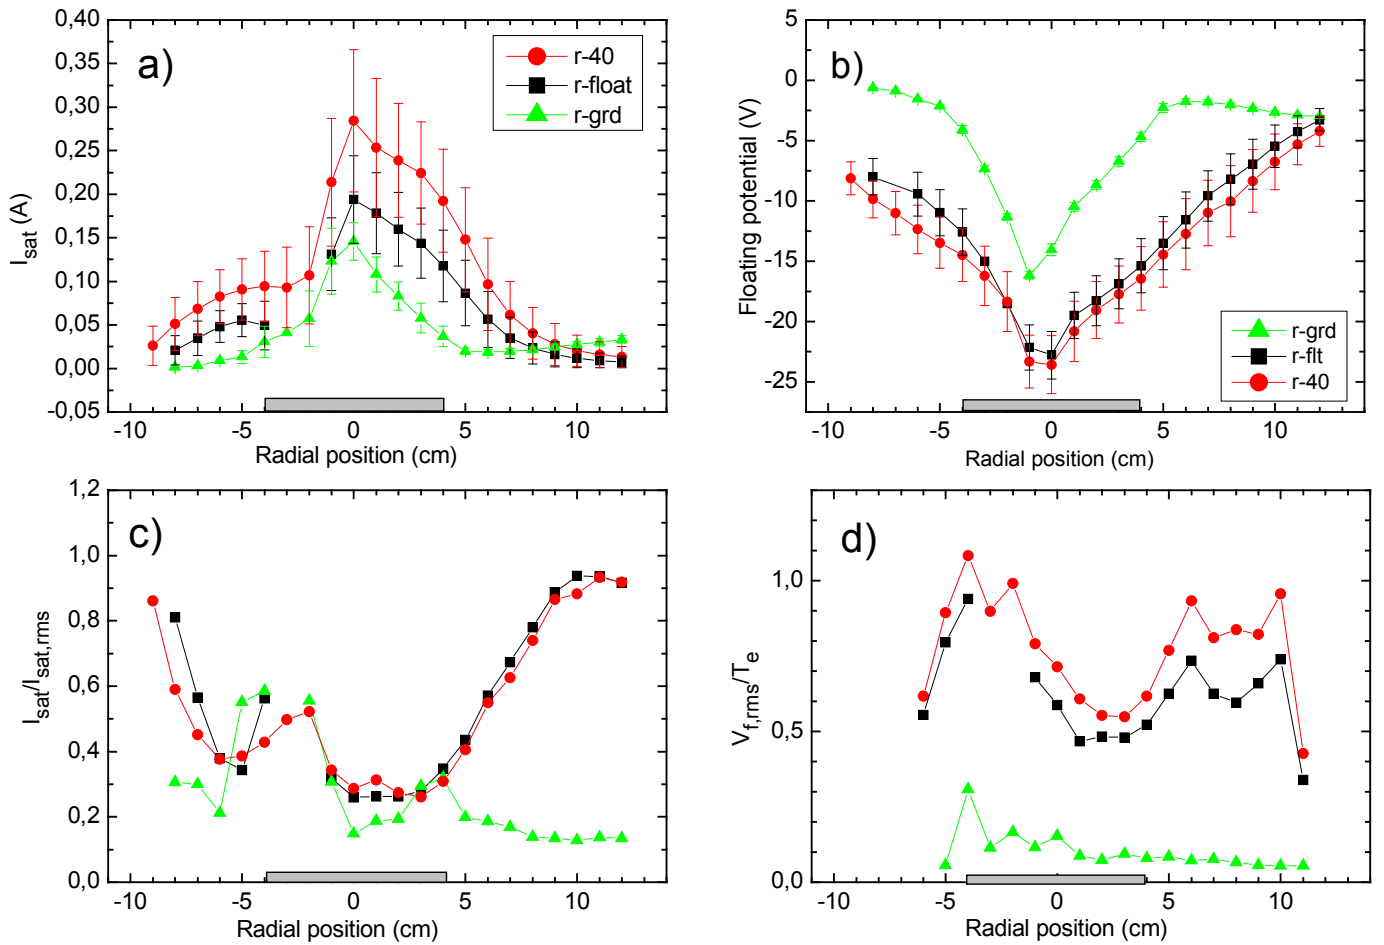 a)
0,40
0,35
0,30
0,25
0,20
0,15
0,10
0,05
0,00
-0,05
I_sat (A)
r-40
r-float
r-grd
-10 -5 0 5 10
Radial position (cm)
b)
5
0
-5
-10
-15
-20
-25
Floating potential (V)
r-grd
r-flt
r-40
-10 -5 0 5 10
Radial position (cm)
c)
1,2
1,0
0,8
0,6
0,4
0,2
0,0
I_sat/I_sat,rms
-10 -5 0 5 10
Radial position (cm)
d)
1,0
0,5
0,0
V_f,rms/T_e
-10 -5 0 5 10
Radial position (cm)